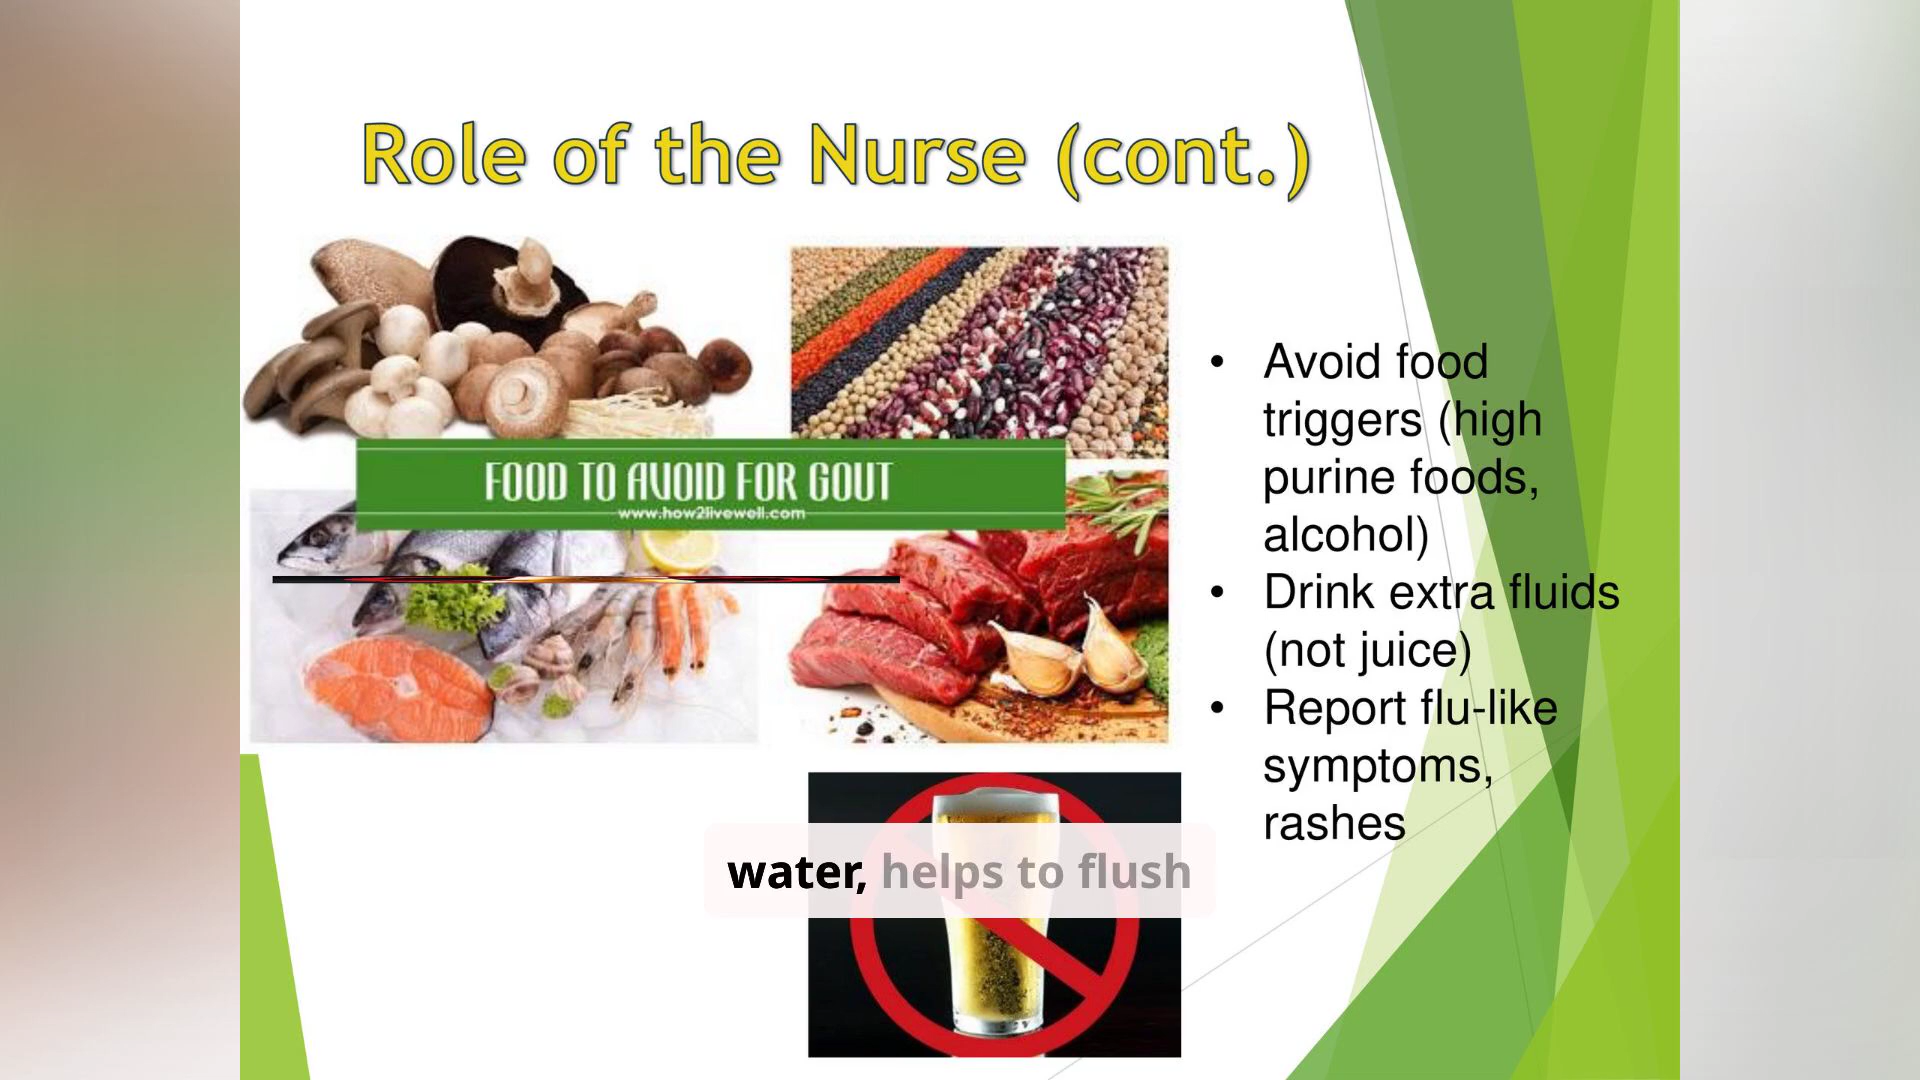 Role of the Nurse (cont.)
FOOD TO AVOID FOR GOUT
www.how2livewell.com
• Avoid food
triggers (high
purine foods,
alcohol)
• Drink extra fluids
(not juice)
• Report flu-like
symptoms,
rashes
water, helps to flush